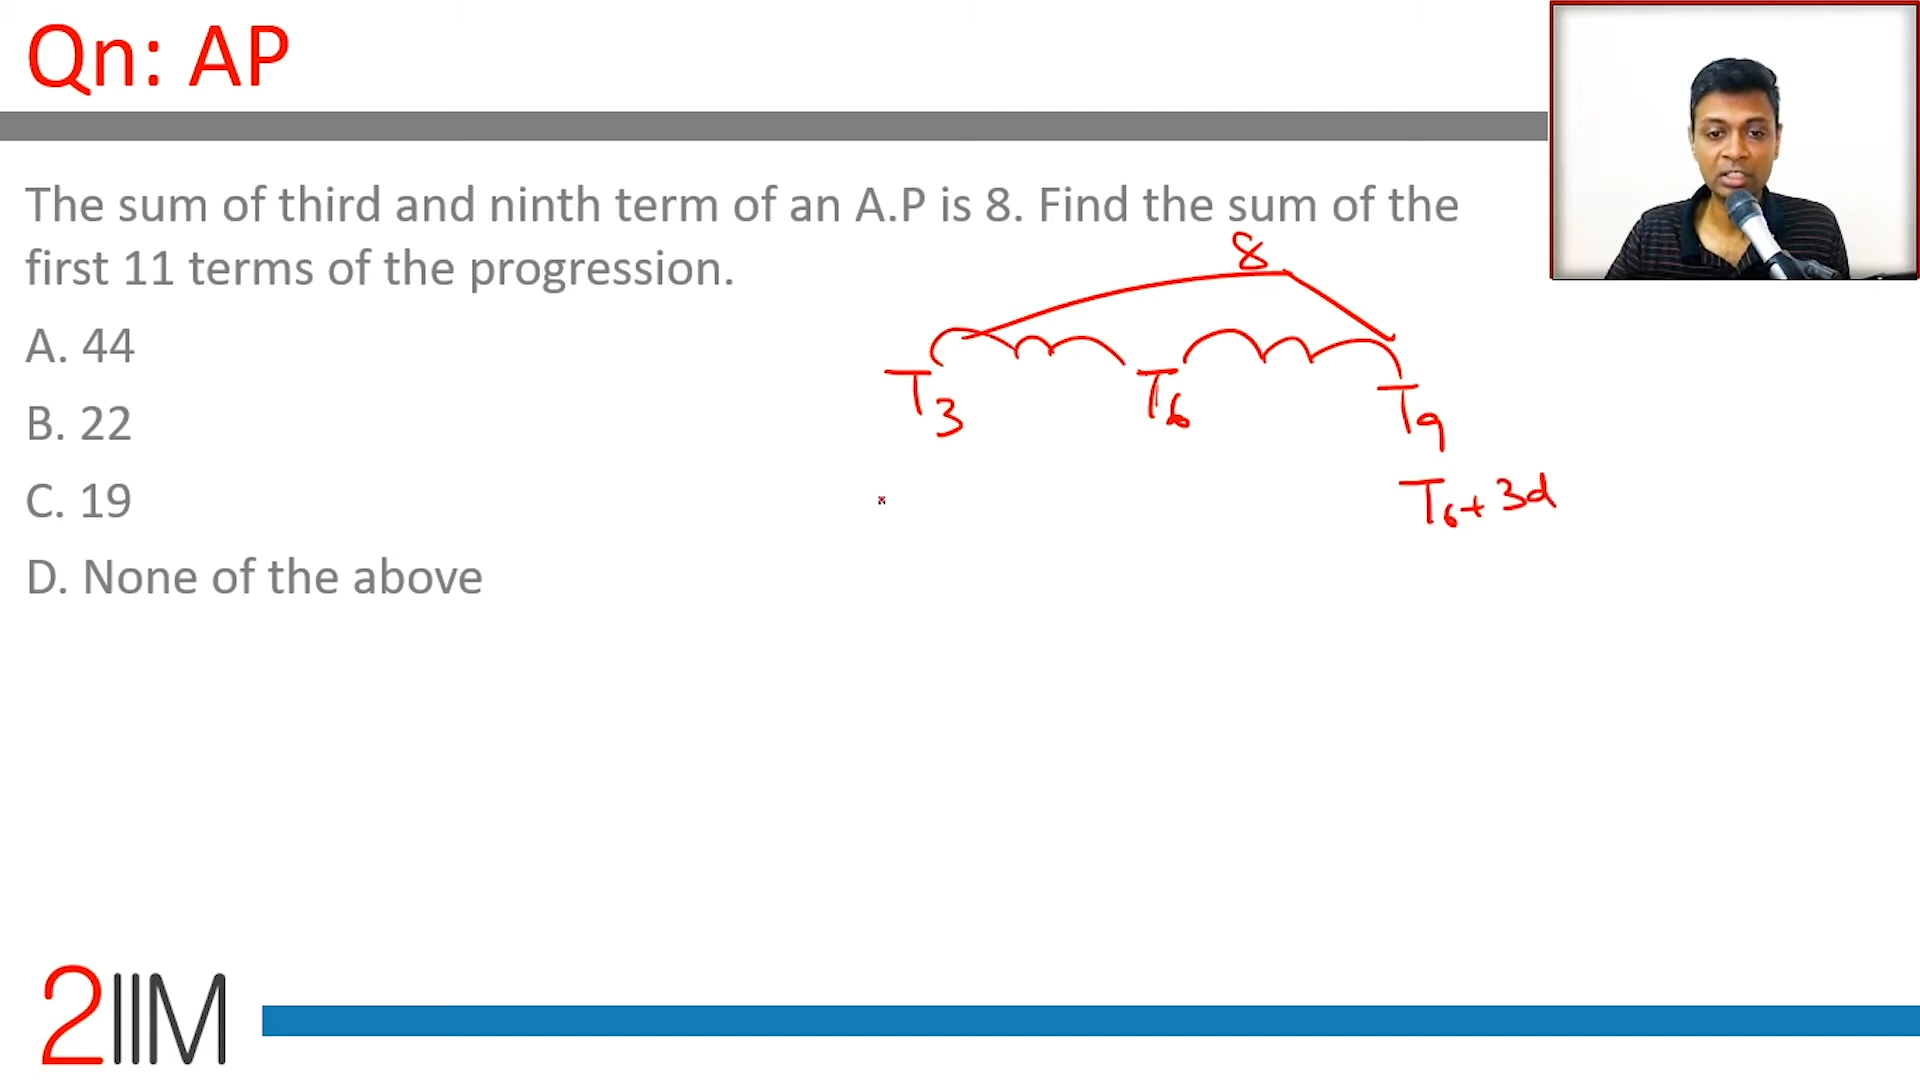 Qn: AP
The sum of third and ninth term of an A.P is 8. Find the sum of the
first 11 terms of the progression.
8
A. 44
T3 T6 T9
B. 22
C. 19
T6 + 3d
D. None of the above
2IIM